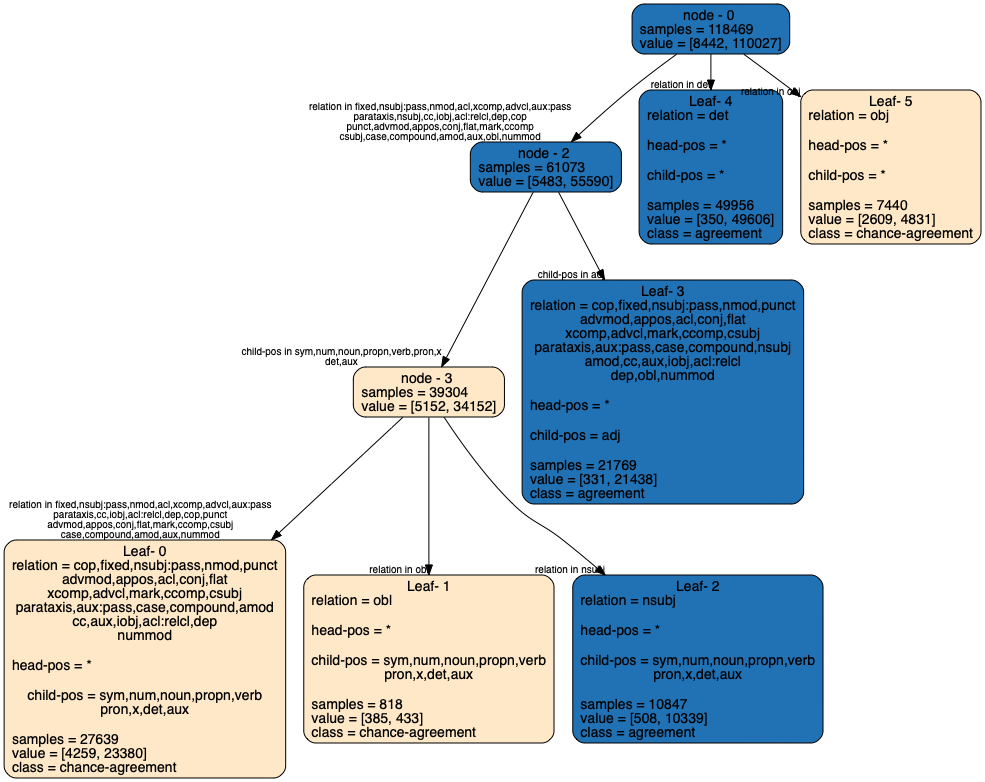 node - 0
samples = 118469
value = [8442, 110027]
relation in det
relation in obj
Leaf- 4
relation = det
head-pos = *
child-pos = *
samples = 49956
value = [350, 49606]
class = agreement
Leaf- 5
relation = obj
head-pos = *
child-pos = *
samples = 7440
value = [2609, 4831]
class = chance-agreement
relation in fixed,nsubj:pass,nmod,acl,xcomp,advcl,aux:pass
parataxis,nsubj,cc,iobj,acl:relcl,dep,cop
punct,advmod,appos,conj,flat,mark,ccomp
csubj,case,compound,amod,aux,obl,nummod
node - 2
samples = 61073
value = [5483, 55590]
child-pos in adj
Leaf- 3
relation = cop,fixed,nsubj:pass,nmod,punct
advmod,appos,acl,conj,flat
xcomp,advcl,mark,ccomp,csubj
parataxis,aux:pass,case,compound,nsubj
amod,cc,aux,iobj,acl:relcl
dep,obl,nummod
head-pos = *
child-pos = adj
samples = 21769
value = [331, 21438]
class = agreement
child-pos in sym,num,noun,propn,verb,pron,x
det,aux
node - 3
samples = 39304
value = [5152, 34152]
relation in fixed,nsubj:pass,nmod,acl,xcomp,advcl,aux:pass
parataxis,cc,iobj,acl:relcl,dep,cop,punct
advmod,appos,conj,flat,mark,ccomp,csubj
case,compound,amod,aux,nummod
Leaf- 0
relation = cop,fixed,nsubj:pass,nmod,punct
advmod,appos,acl,conj,flat
xcomp,advcl,mark,ccomp,csubj
parataxis,aux:pass,case,compound,amod
cc,aux,iobj,acl:relcl,dep
nummod
head-pos = *
child-pos = sym,num,noun,propn,verb
pron,x,det,aux
samples = 27639
value = [4259, 23380]
class = chance-agreement
relation in obl
Leaf- 1
relation = obl
head-pos = *
child-pos = sym,num,noun,propn,verb
pron,x,det,aux
samples = 818
value = [385, 433]
class = chance-agreement
relation in nsubj
Leaf- 2
relation = nsubj
head-pos = *
child-pos = sym,num,noun,propn,verb
pron,x,det,aux
samples = 10847
value = [508, 10339]
class = agreement